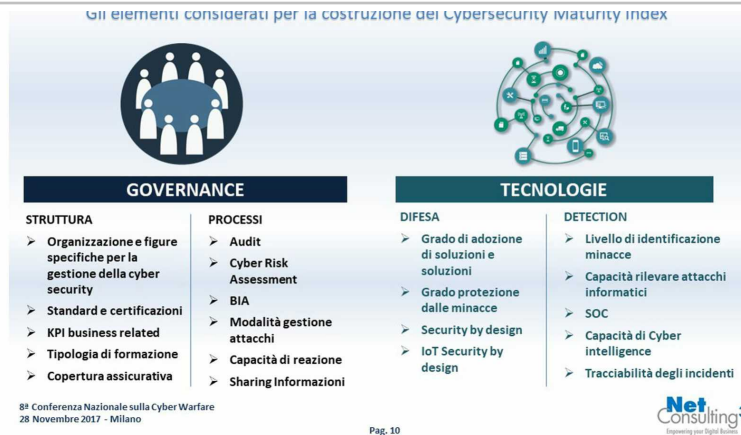 Gli elementi considerati per la costruzione del Cybersecurity Maturity Index
GOVERNANCE
STRUTTURA
➢ Organizzazione e figure
specifiche per la
gestione della cyber
security
➢ Standard e certificazioni
➢ KPI business related
➢ Tipologia di formazione
➢ Copertura assicurativa
PROCESSI
➢ Audit
➢ Cyber Risk
Assessment
➢ BIA
➢ Modalità gestione
attacchi
➢ Capacità di reazione
➢ Sharing Informazioni
TECNOLOGIE
DIFESA
➢ Grado di adozione
di soluzioni e
soluzioni
➢ Grado protezione
dalle minacce
➢ Security by design
➢ IoT Security by
design
DETECTION
➢ Livello di identificazione
minacce
➢ Capacità rilevare attacchi
informatici
➢ SOC
➢ Capacità di Cyber
intelligence
➢ Tracciabilità degli incidenti
8ª Conferenza Nazionale sulla Cyber Warfare
28 Novembre 2017 - Milano
Pag. 10
Net
Consulting
Empowering your Digital Business